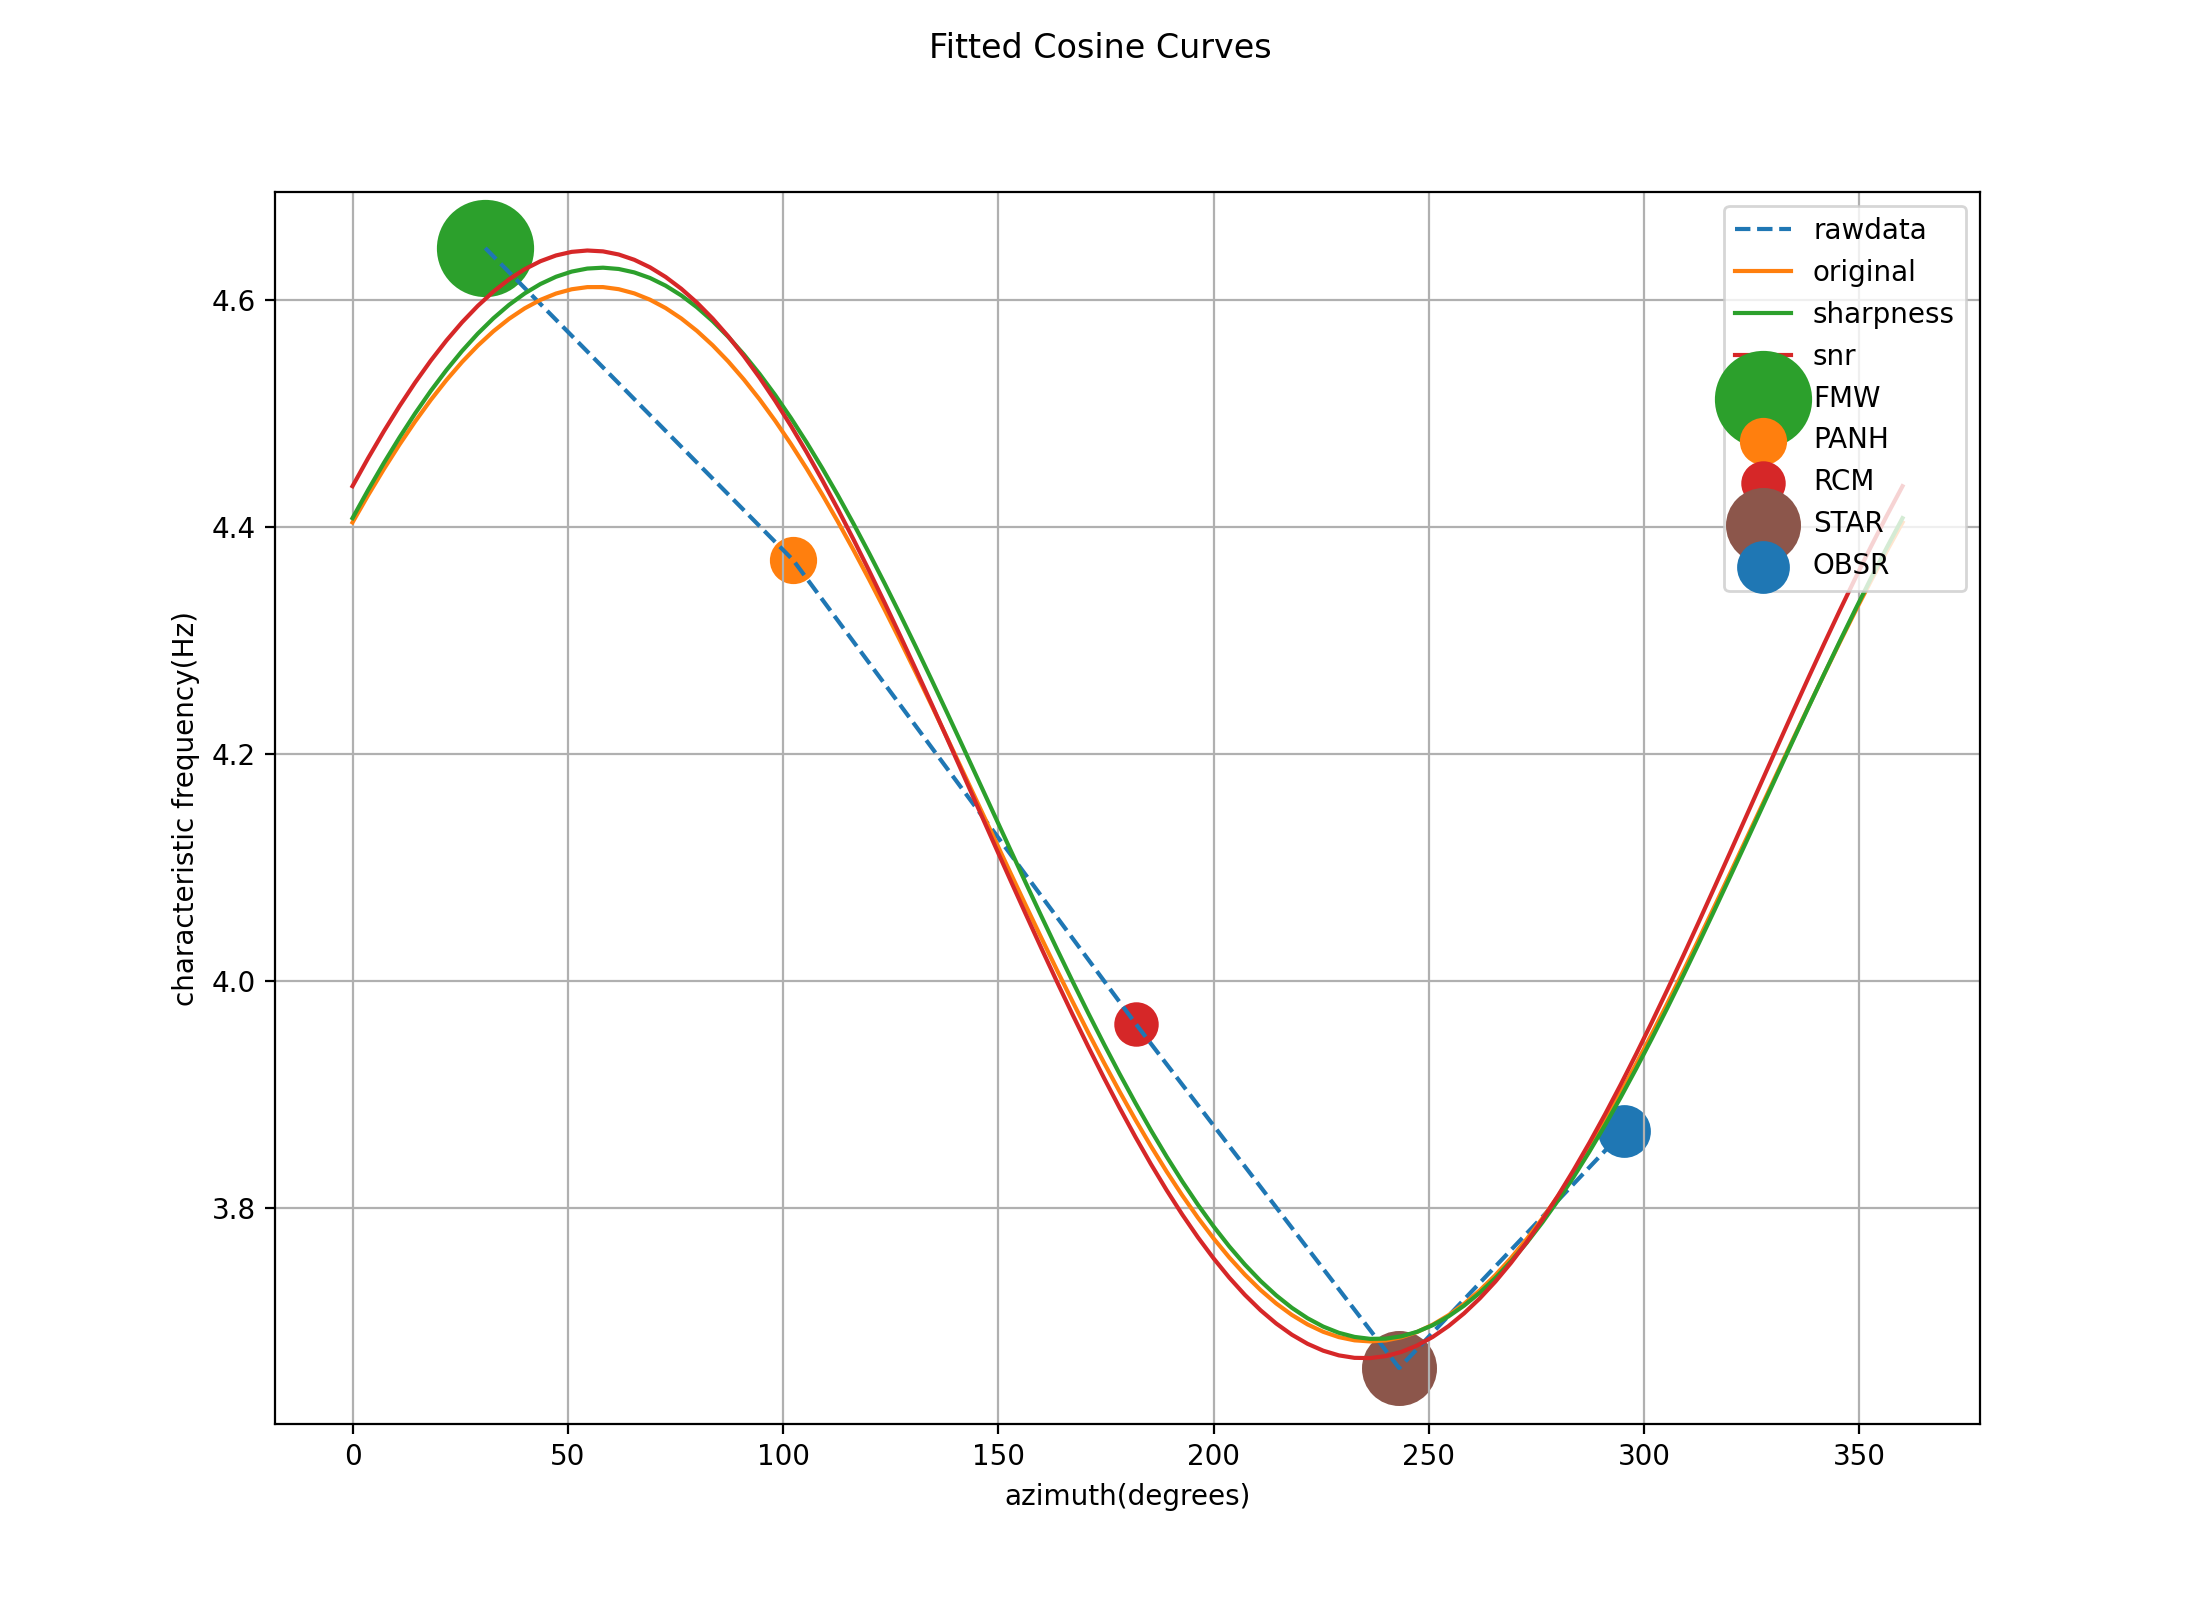 Fitted Cosine Curves
rawdata
original
sharpness
snr
FMW
PANH
RCM
STAR
OBSR
characteristic frequency(Hz)
4.6
4.4
4.2
4.0
3.8
0 50 100 150 200 250 300 350
azimuth(degrees)